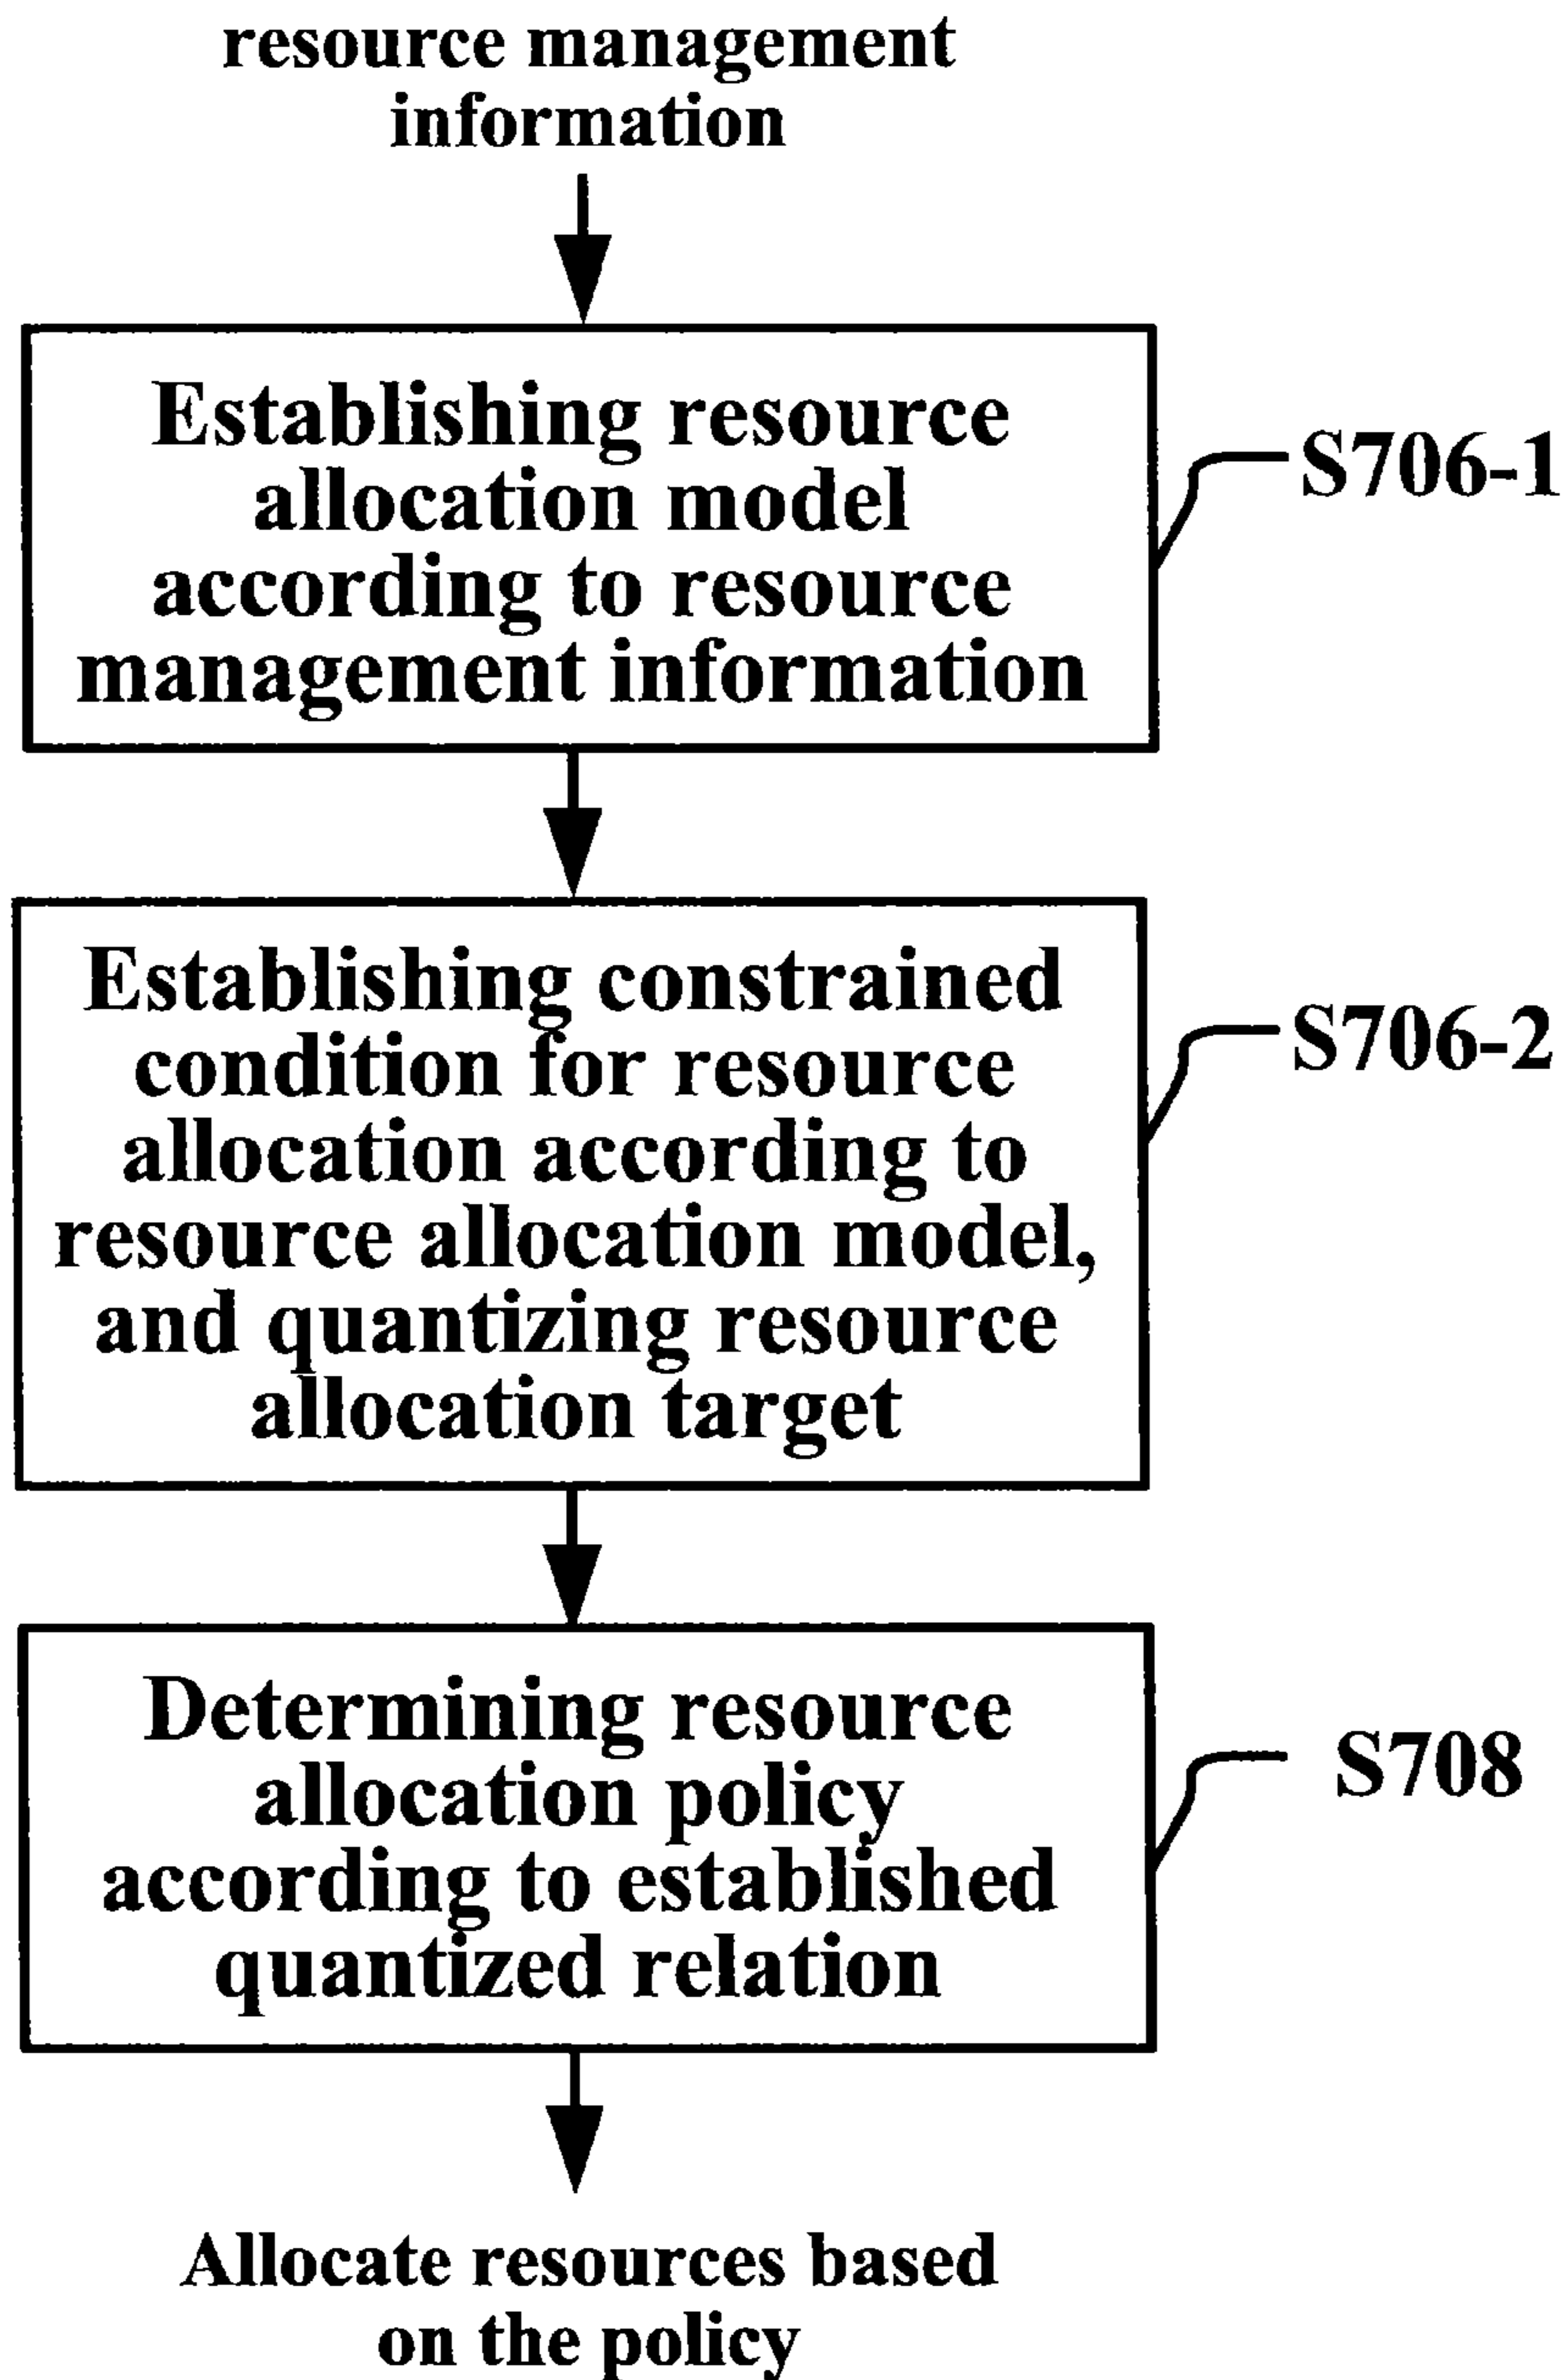 resource management
information
Establishing resource
allocation model
according to resource
management information
S706-1
Establishing constrained
condition for resource
allocation according to
resource allocation model,
and quantizing resource
allocation target
S706-2
Determining resource
allocation policy
according to established
quantized relation
S708
Allocate resources based
on the policy